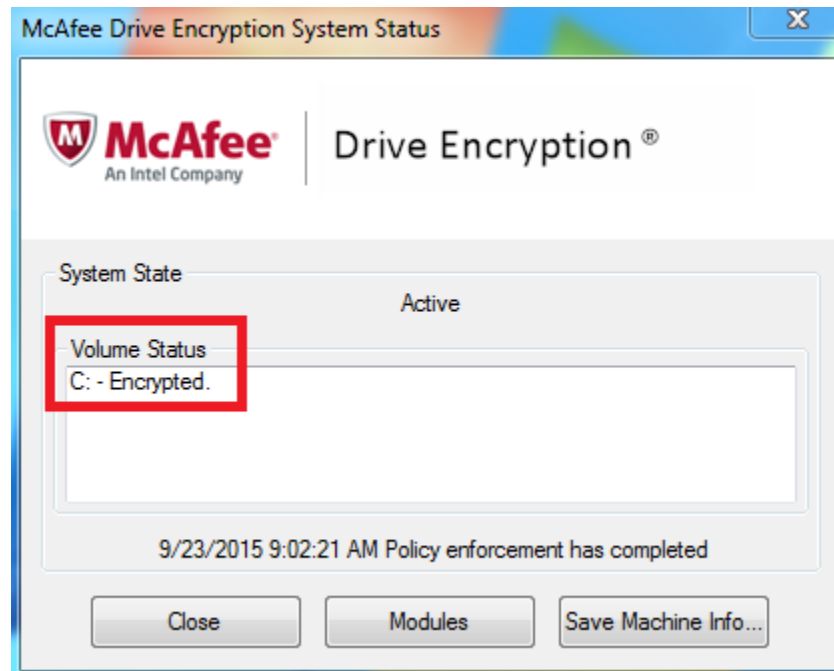 McAfee Drive Encryption System Status
McAfee®
An Intel Company
Drive Encryption ®
System State
Active
Volume Status
C: - Encrypted.
9/23/2015 9:02:21 AM Policy enforcement has completed
Close Modules Save Machine Info...